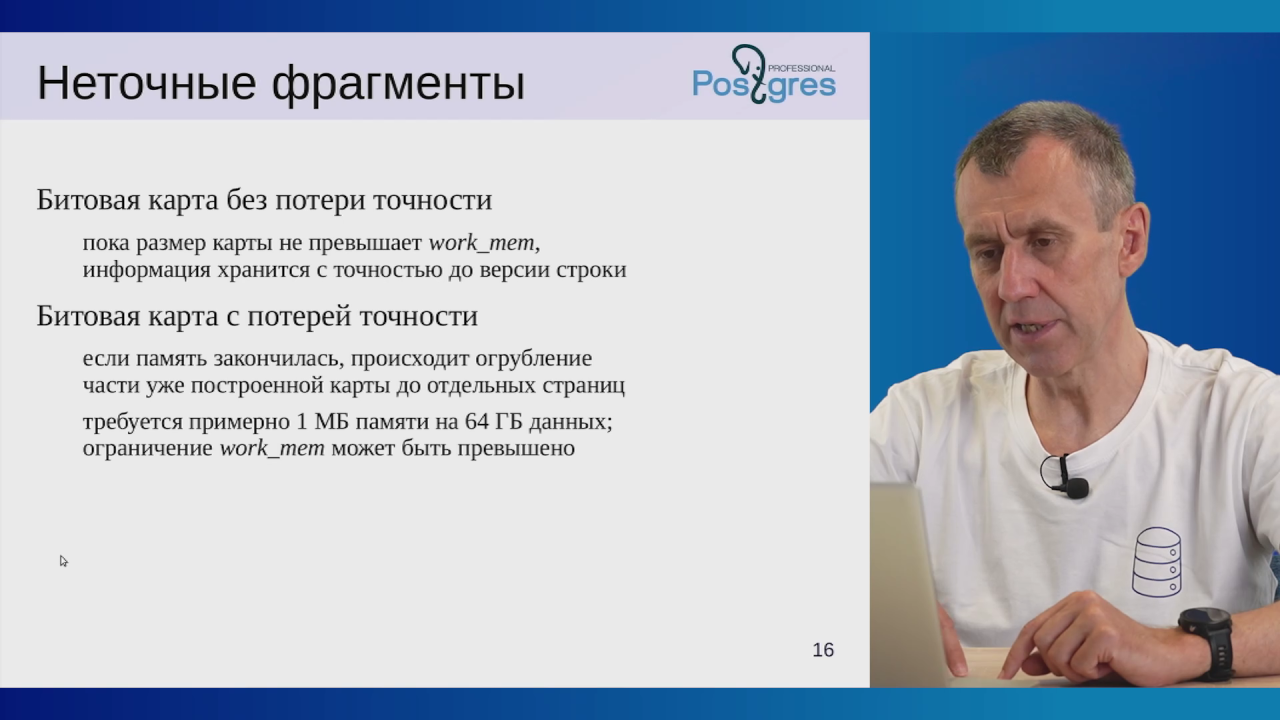 Неточные фрагменты
PROFESSIONAL
Postgres
Битовая карта без потери точности
пока размер карты не превышает work_mem,
информация хранится с точностью до версии строки
Битовая карта с потерей точности
если память закончилась, происходит огрубление
части уже построенной карты до отдельных страниц
требуется примерно 1 МБ памяти на 64 ГБ данных;
ограничение work_mem может быть превышено
16